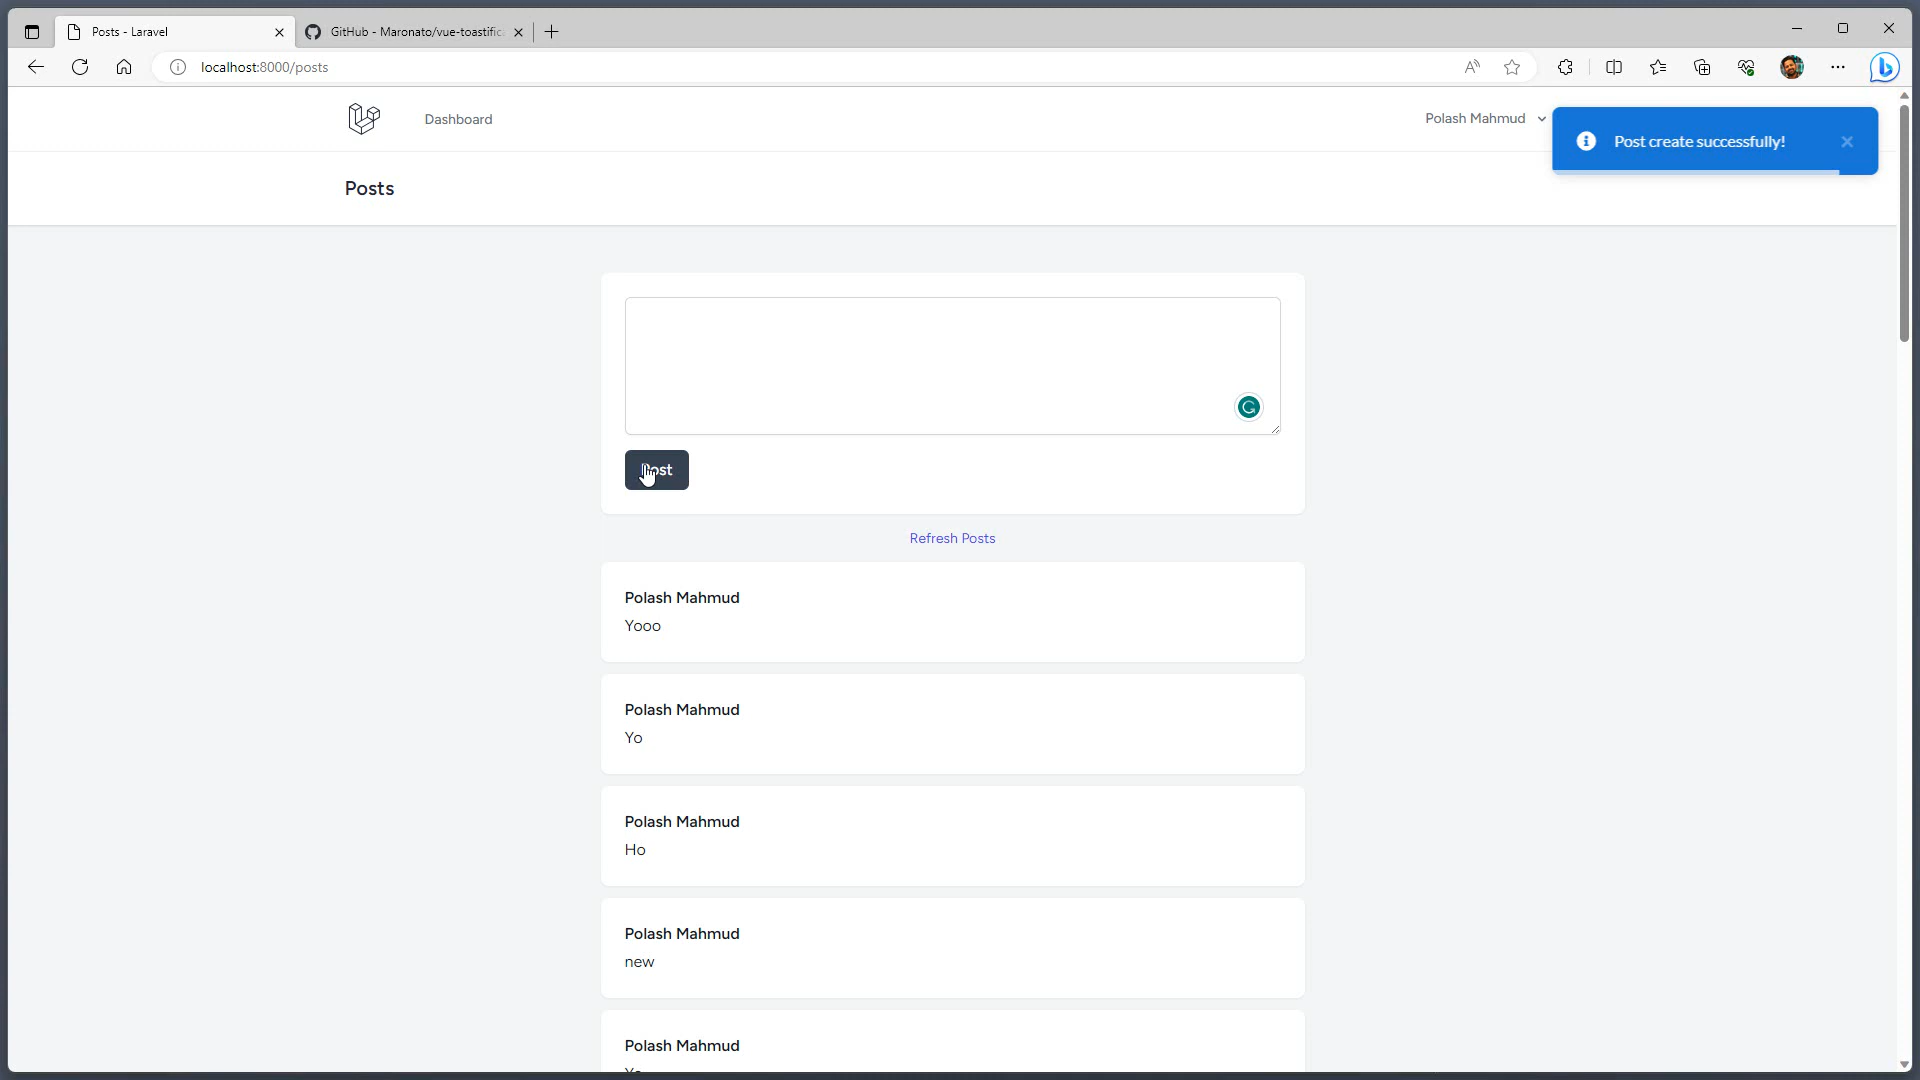 Posts - Laravel
GitHub - Maronato/vue-toastific
localhost:8000/posts
Dashboard
Polash Mahmud
Post create successfully!
Posts
Post
Refresh Posts
Polash Mahmud
Yooo
Polash Mahmud
Yo
Polash Mahmud
Ho
Polash Mahmud
new
Polash Mahmud